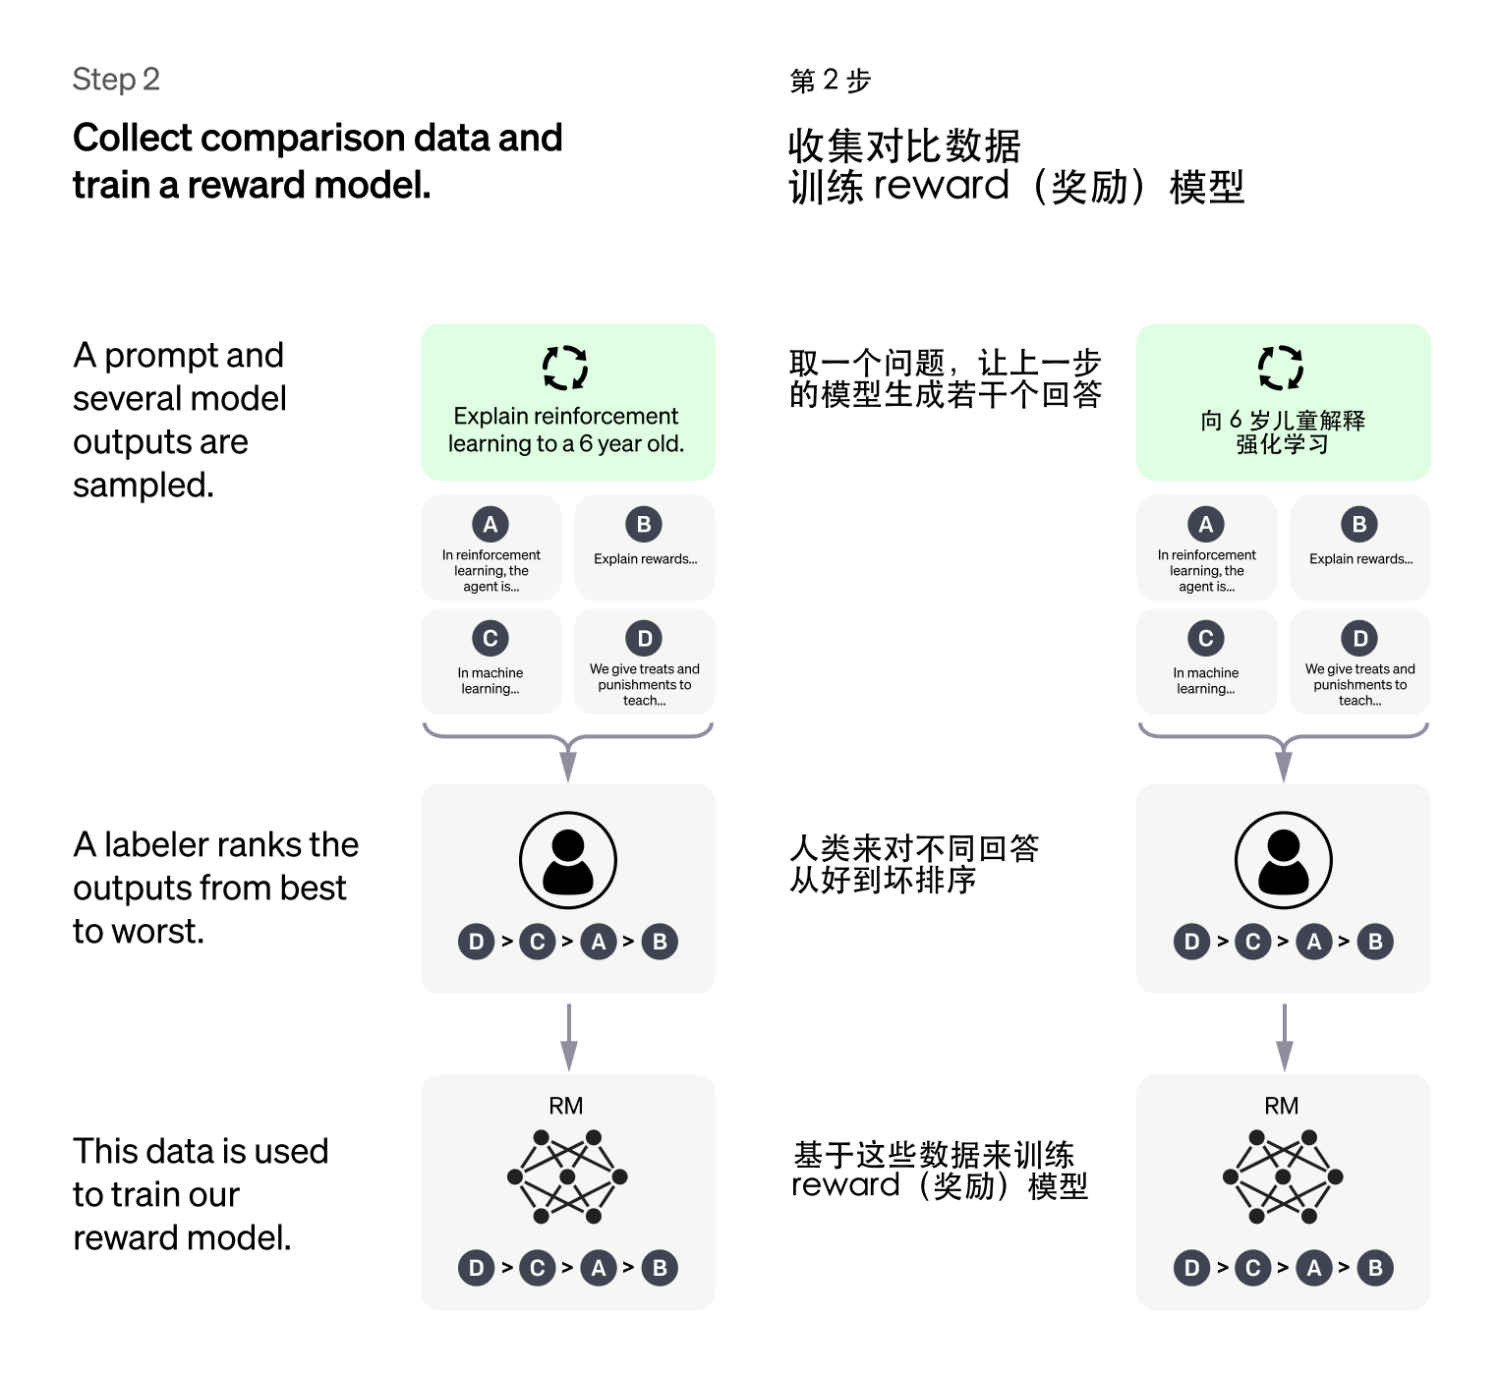 Step 2
Collect comparison data and
train a reward model.
A prompt and
several model
outputs are
sampled.
Explain reinforcement
learning to a 6 year old.
A
In reinforcement
learning, the
agent is...
B
Explain rewards...
C
In machine
learning...
D
We give treats and
punishments to
teach...
A labeler ranks the
outputs from best
to worst.
D > C > A > B
This data is used
to train our
reward model.
RM
D > C > A > B
第 2 步
收集对比数据
训练 reward（奖励）模型
取一个问题，让上一步
的模型生成若干个回答
向 6 岁儿童解释
强化学习
A
In reinforcement
learning, the
agent is...
B
Explain rewards...
C
In machine
learning...
D
We give treats and
punishments to
teach...
人类来对不同回答
从好到坏排序
D > C > A > B
基于这些数据来训练
reward（奖励）模型
RM
D > C > A > B